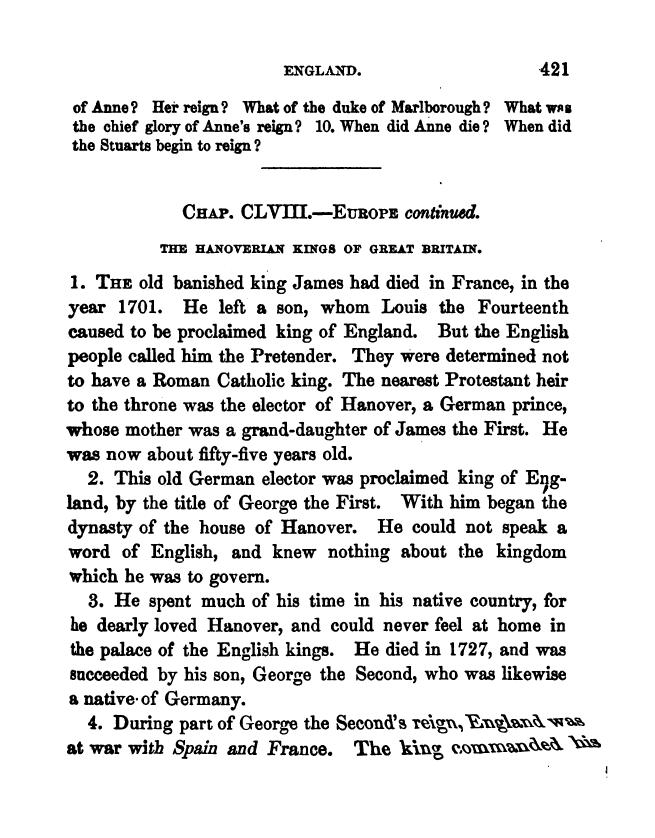 ENGLAND. 421
of Anne? Her reign? What of the duke of Marlborough? What was
the chief glory of Anne's reign? 10. When did Anne die? When did
the Stuarts begin to reign?
CHAP. CLVIII.—EUROPE continued.
THE HANOVERIAN KINGS OF GREAT BRITAIN.
1. THE old banished king James had died in France, in the
year 1701. He left a son, whom Louis the Fourteenth
caused to be proclaimed king of England. But the English
people called him the Pretender. They were determined not
to have a Roman Catholic king. The nearest Protestant heir
to the throne was the elector of Hanover, a German prince,
whose mother was a grand-daughter of James the First. He
was now about fifty-five years old.
2. This old German elector was proclaimed king of Eng-
land, by the title of George the First. With him began the
dynasty of the house of Hanover. He could not speak a
word of English, and knew nothing about the kingdom
which he was to govern.
3. He spent much of his time in his native country, for
he dearly loved Hanover, and could never feel at home in
the palace of the English kings. He died in 1727, and was
succeeded by his son, George the Second, who was likewise
a native of Germany.
4. During part of George the Second's reign, England was
at war with Spain and France. The king commanded his